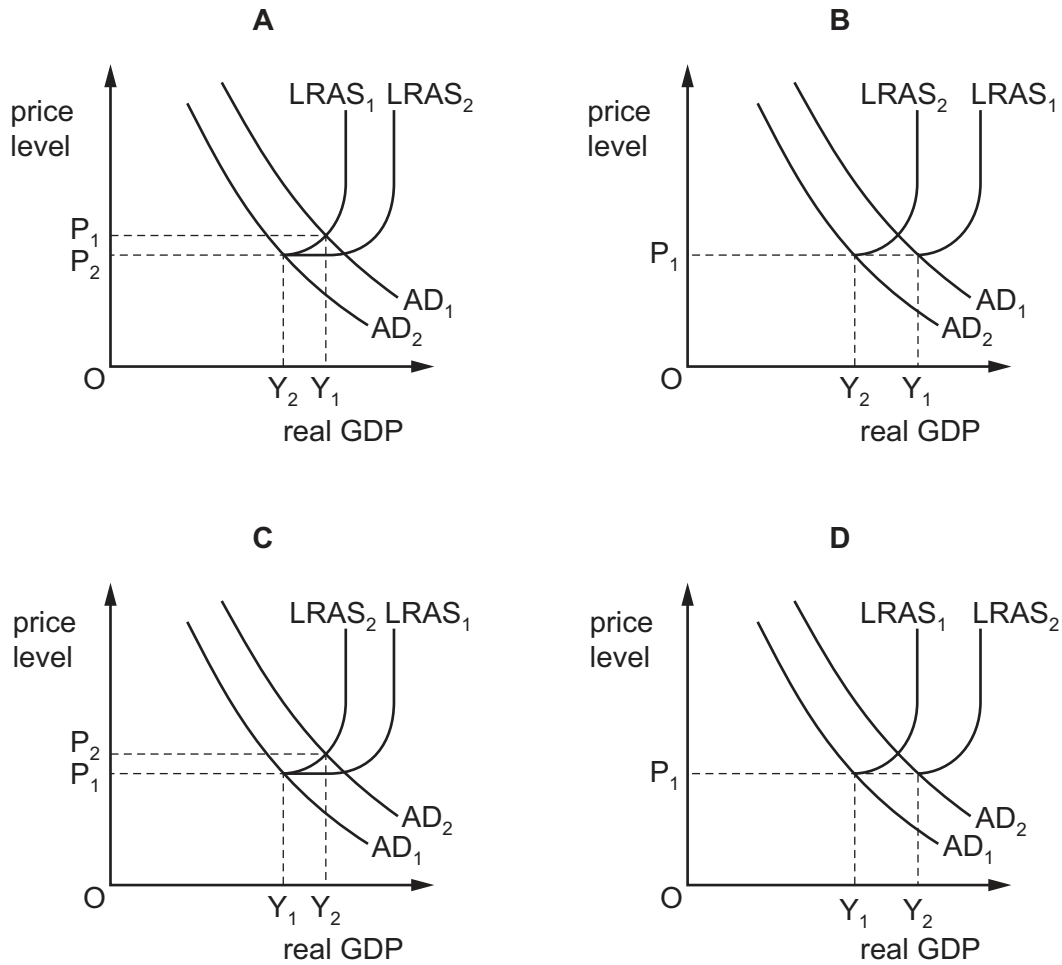 A
price
level
LRAS₁ LRAS₂
P₁
P₂
AD₁
AD₂
O
Y₂ Y₁
real GDP
B
price
level
LRAS₂ LRAS₁
P₁
AD₁
AD₂
O
Y₂ Y₁
real GDP
C
price
level
LRAS₂ LRAS₁
P₂
P₁
AD₂
AD₁
O
Y₁ Y₂
real GDP
D
price
level
LRAS₁ LRAS₂
P₁
AD₂
AD₁
O
Y₁ Y₂
real GDP